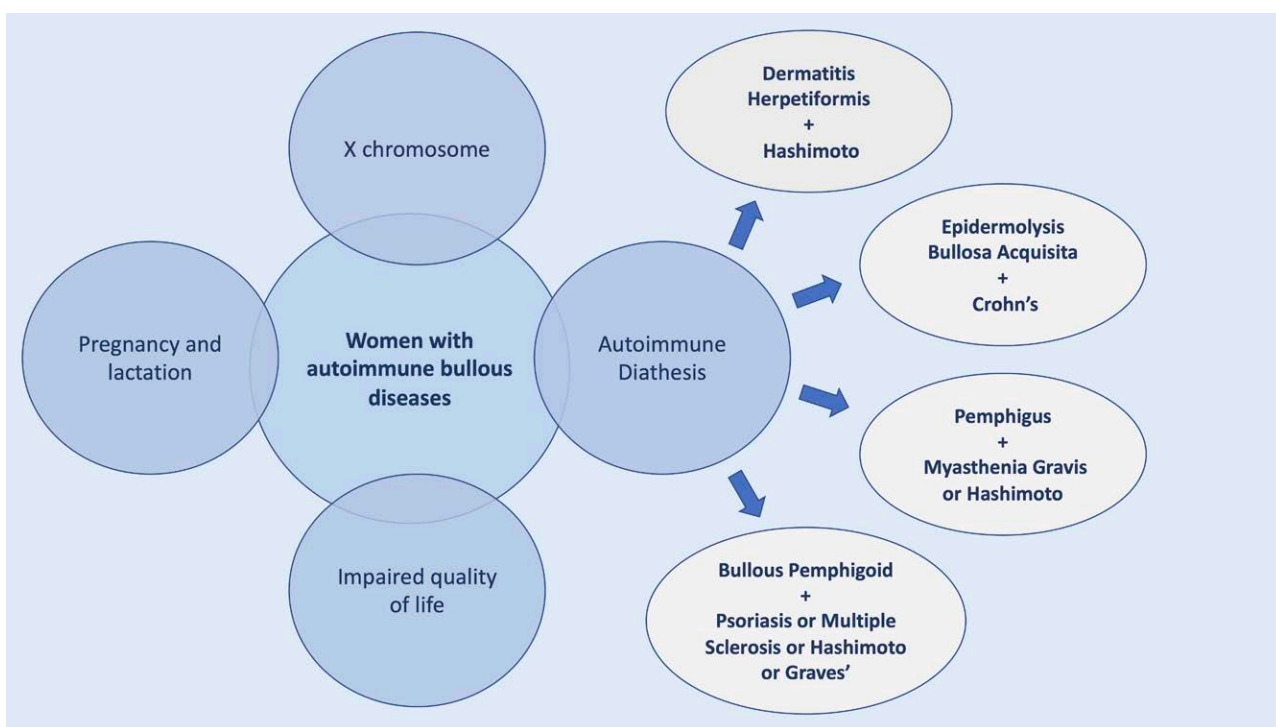 X chromosome
Pregnancy and
lactation
Women with
autoimmune bullous
diseases
Autoimmune
Diathesis
Impaired quality
of life
Dermatitis
Herpetiformis
+
Hashimoto
Epidermolysis
Bullosa Acquisita
+
Crohn’s
Pemphigus
+
Myasthenia Gravis
or Hashimoto
Bullous Pemphigoid
+
Psoriasis or Multiple
Sclerosis or Hashimoto
or Graves’